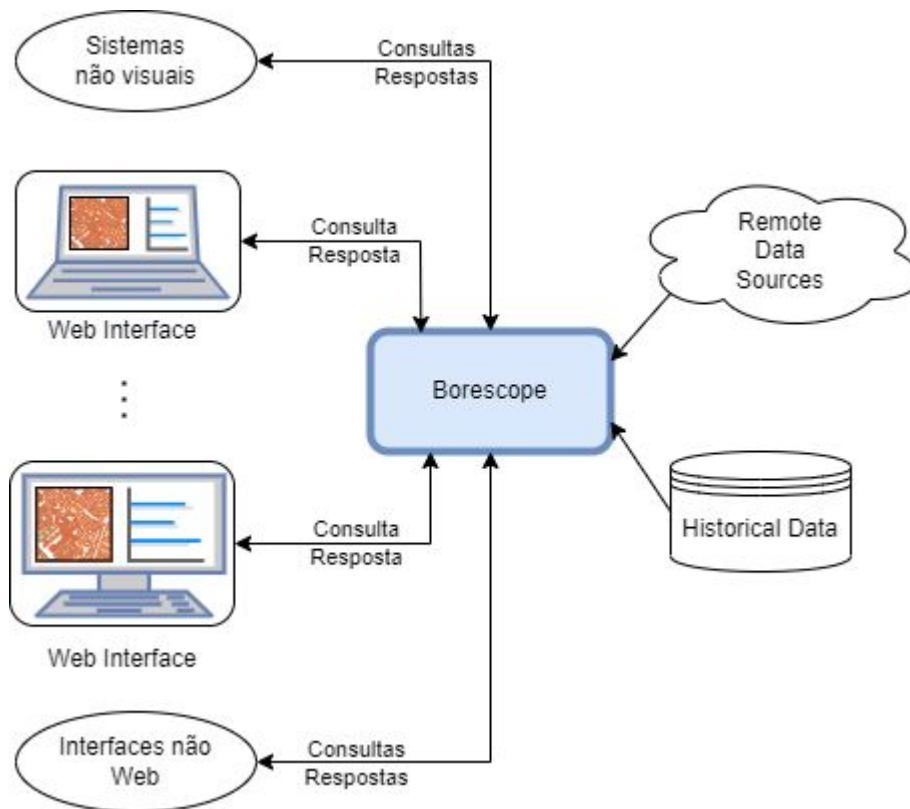 Sistemas
não visuais
Consultas
Respostas
Consulta
Resposta
Web Interface
Remote
Data
Sources
Borescope
Historical Data
Consulta
Resposta
Web Interface
Interfaces não
Web
Consultas
Respostas